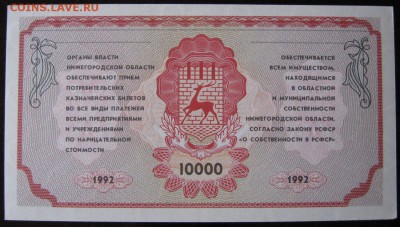 COINS.LAVE.RU
ОРГАНЫ ВЛАСТИ
НИЖЕГОРОДСКОЙ ОБЛАСТИ
ОБЕСПЕЧИВАЮТ ПРИЕМ
ПОТРЕБИТЕЛЬСКИХ
КАЗНАЧЕЙСКИХ БИЛЕТОВ
ВО ВСЕ ВИДЫ ПЛАТЕЖЕЙ
ВСЕМИ ПРЕДПРИЯТИЯМИ
И УЧРЕЖДЕНИЯМИ
ПО НАРИЦАТЕЛЬНОЙ
СТОИМОСТИ
ОБЕСПЕЧИВАЕТСЯ
ВСЕМ ИМУЩЕСТВОМ,
НАХОДЯЩИМСЯ
В ОБЛАСТНОЙ
И МУНИЦИПАЛЬНОЙ
СОБСТВЕННОСТИ
НИЖЕГОРОДСКОЙ ОБЛАСТИ,
СОГЛАСНО ЗАКОНУ РСФСР
"О СОБСТВЕННОСТИ В РСФСР"
10000
1992
1992